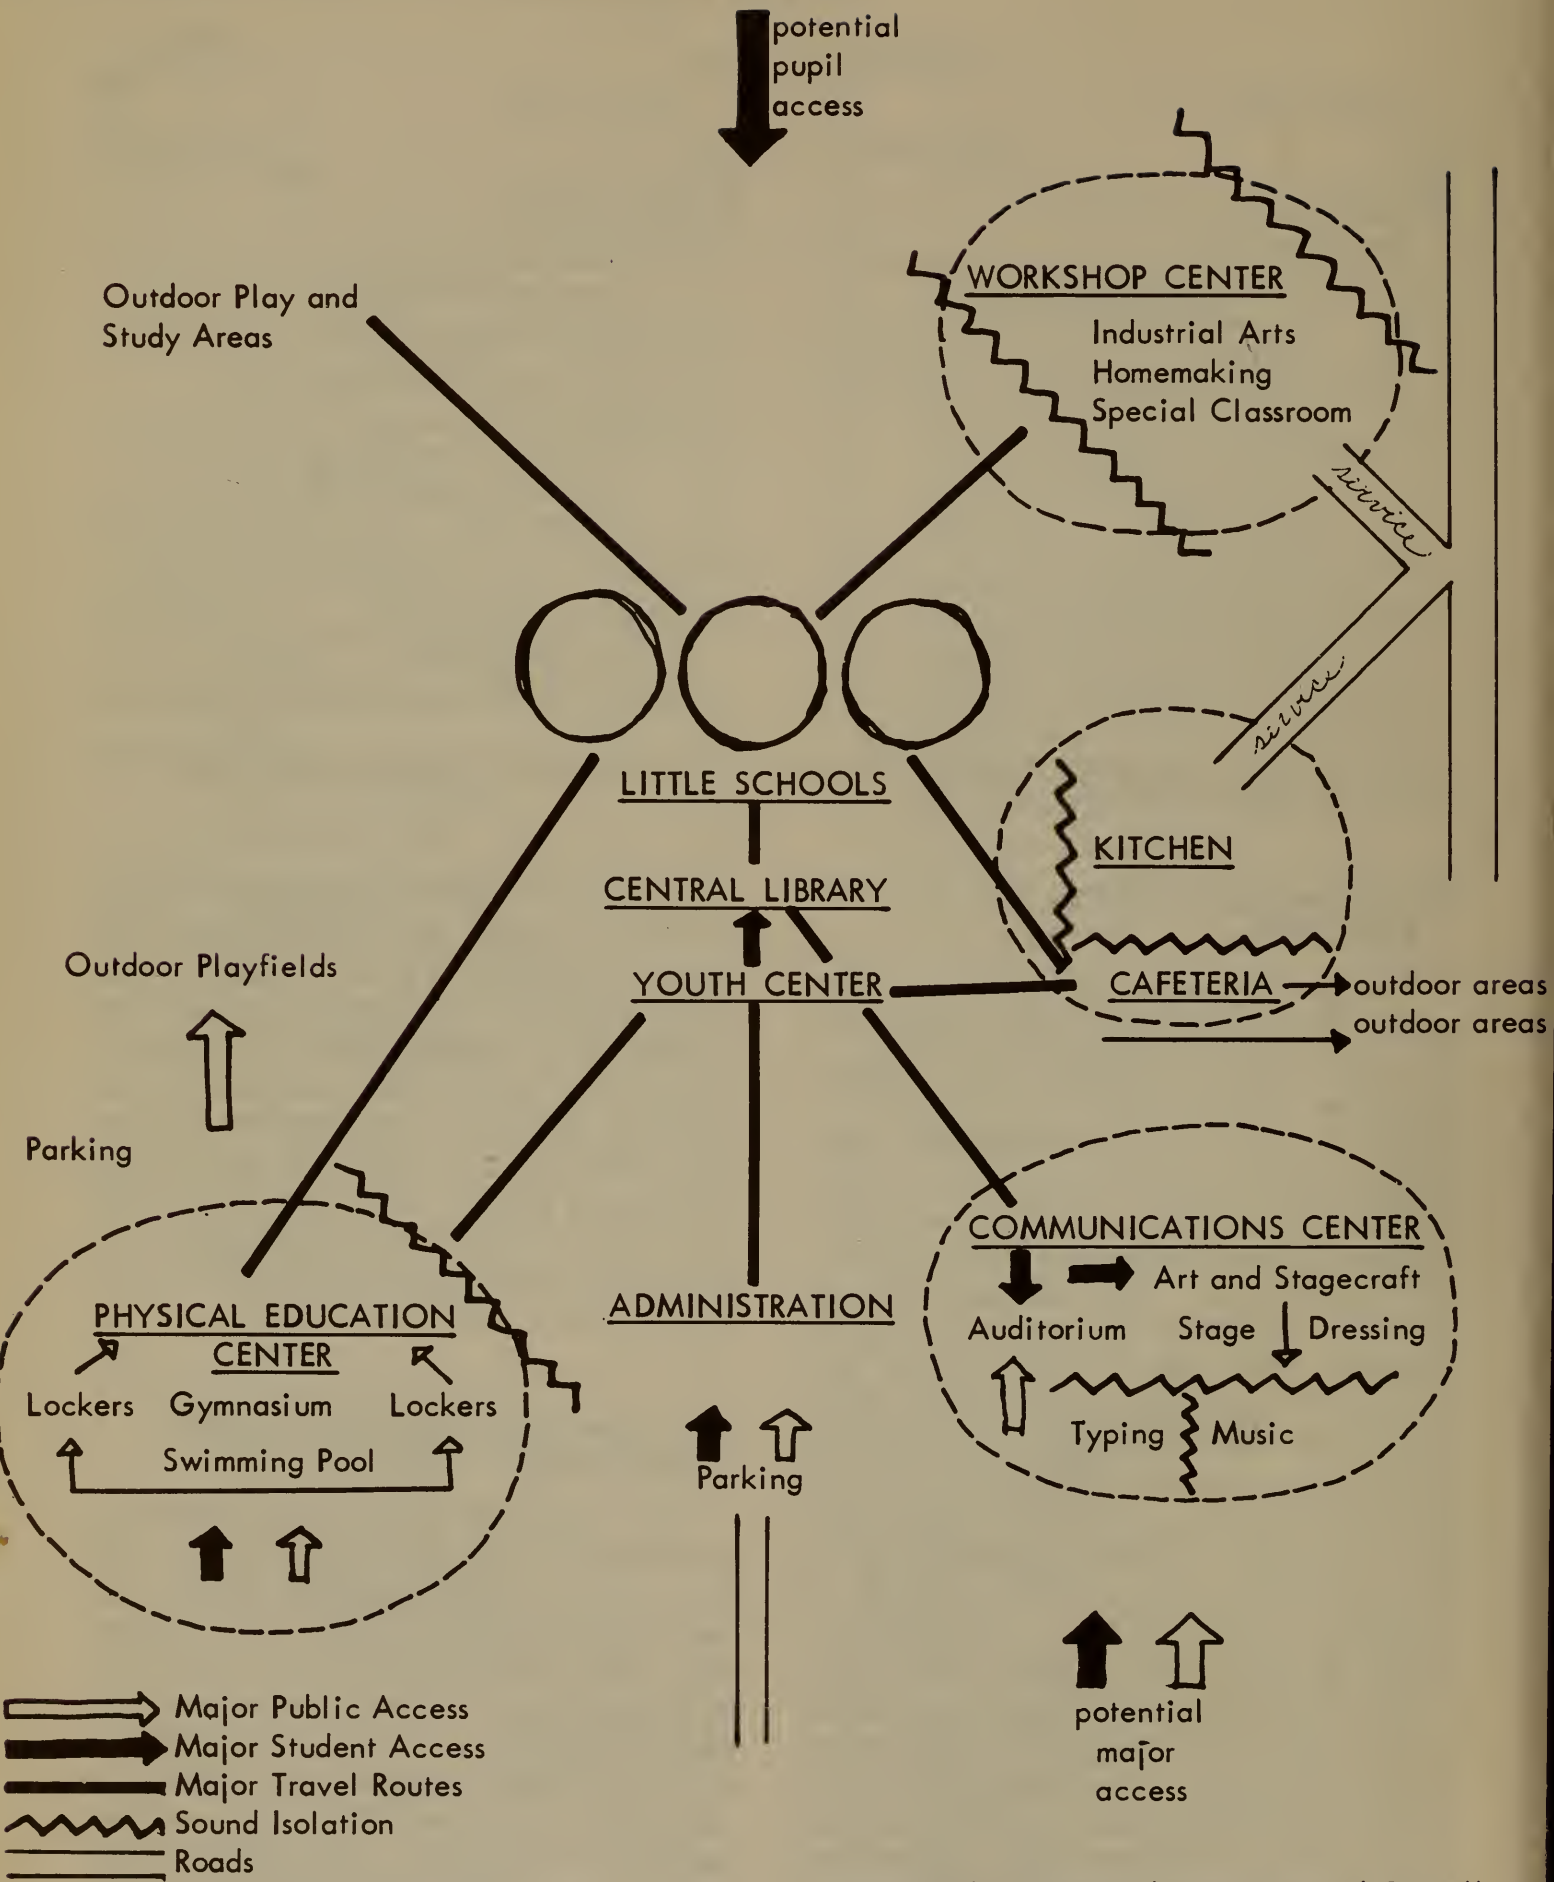 potential
pupil
access
WORKSHOP CENTER
Industrial Arts
Homemaking
Special Classroom
Outdoor Play and
Study Areas
service
service
LITTLE SCHOOLS
KITCHEN
CENTRAL LIBRARY
Outdoor Playfields
YOUTH CENTER
CAFETERIA
outdoor areas
outdoor areas
Parking
COMMUNICATIONS CENTER
Art and Stagecraft
Auditorium
Stage
Dressing
Typing
Music
PHYSICAL EDUCATION
CENTER
Lockers
Gymnasium
Lockers
Swimming Pool
ADMINISTRATION
Parking
potential
major
access
Major Public Access
Major Student Access
Major Travel Routes
Sound Isolation
Roads